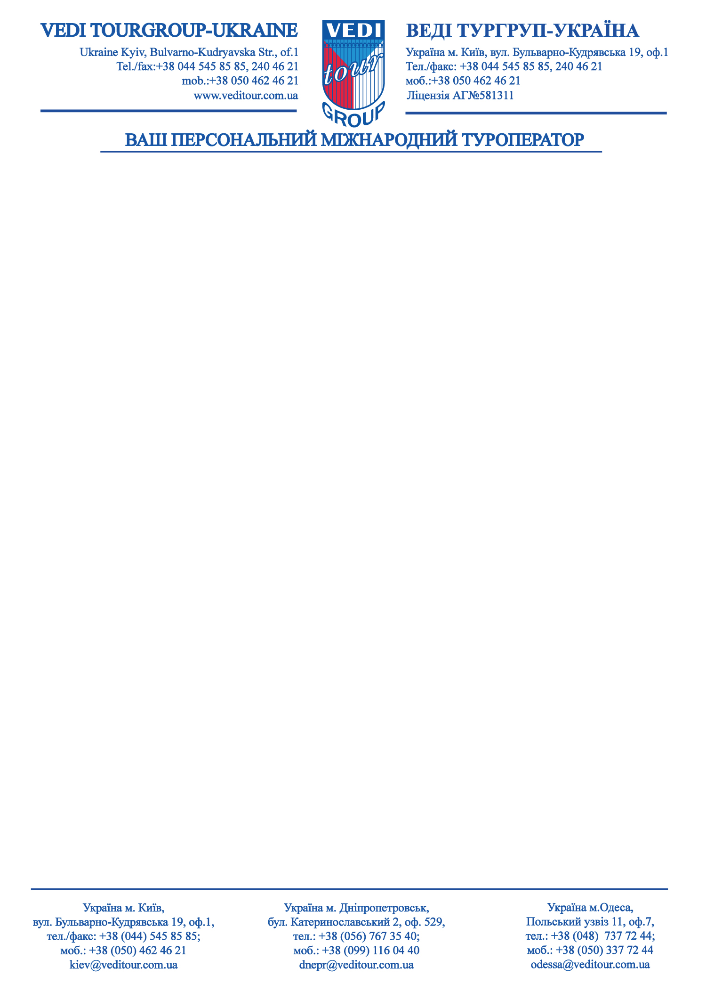 VEDI TOURGROUP-UKRAINE
Ukraine Kyiv, Bulvarno-Kudryavska Str., of.1
Tel./fax:+38 044 545 85 85, 240 46 21
mob.:+38 050 462 46 21
www.veditour.com.ua
VEDI
tour
GROUP
ВЕДІ ТУРГРУП-УКРАЇНА
Україна м. Київ, вул. Бульварно-Кудрявська 19, оф.1
Тел./факс: +38 044 545 85 85, 240 46 21
моб.:+38 050 462 46 21
Ліцензія АГ№581311
ВАШ ПЕРСОНАЛЬНИЙ МІЖНАРОДНИЙ ТУРОПЕРАТОР
Україна м. Київ,
вул. Бульварно-Кудрявська 19, оф.1,
тел./факс: +38 (044) 545 85 85;
моб.: +38 (050) 462 46 21
kiev@veditour.com.ua
Україна м. Дніпропетровськ,
бул. Катеринославський 2, оф. 529,
тел.: +38 (056) 767 35 40;
моб.: +38 (099) 116 04 40
dnepr@veditour.com.ua
Україна м.Одеса,
Польський узвіз 11, оф.7,
тел.: +38 (048) 737 72 44;
моб.: +38 (050) 337 72 44
odessa@veditour.com.ua